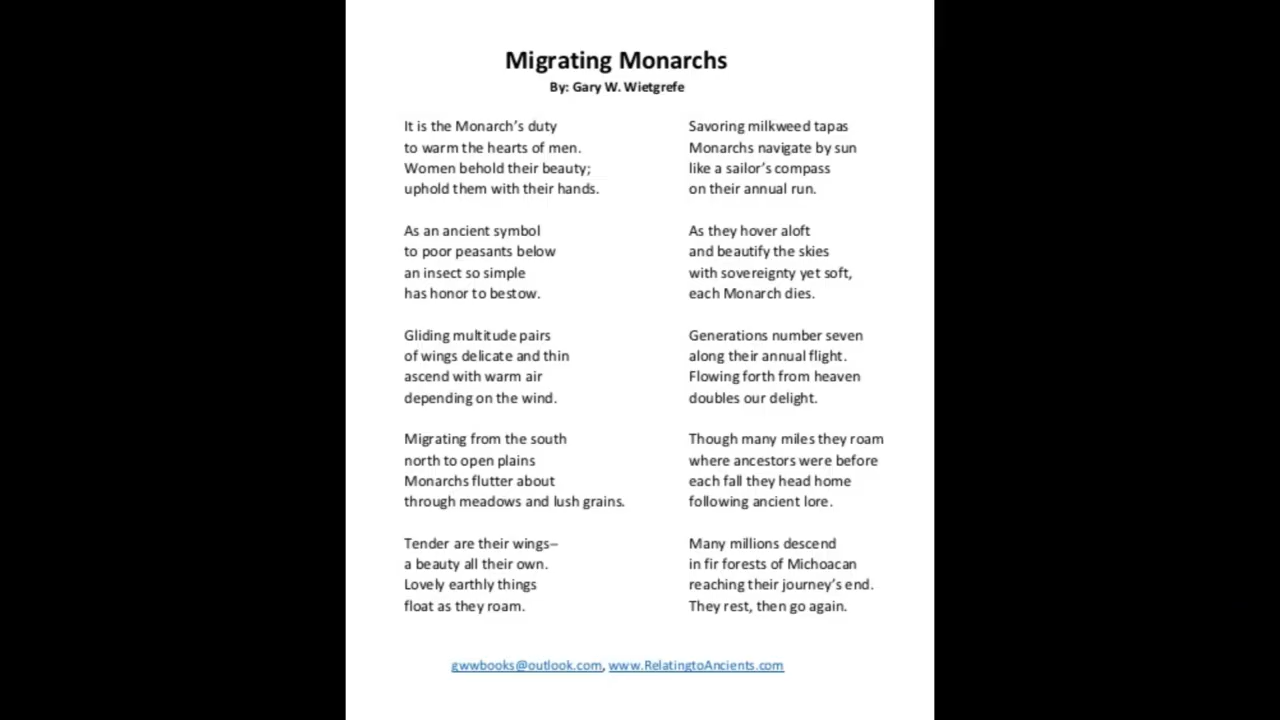 Migrating Monarchs
By: Gary W. Wietgrefe
It is the Monarch’s duty
to warm the hearts of men.
Women behold their beauty;
uphold them with their hands.
As an ancient symbol
to poor peasants below
an insect so simple
has honor to bestow.
Gliding multitude pairs
of wings delicate and thin
ascend with warm air
depending on the wind.
Migrating from the south
north to open plains
Monarchs flutter about
through meadows and lush grains.
Tender are their wings–
a beauty all their own.
Lovely earthly things
float as they roam.
Savoring milkweed tapas
Monarchs navigate by sun
like a sailor’s compass
on their annual run.
As they hover aloft
and beautify the skies
with sovereignty yet soft,
each Monarch dies.
Generations number seven
along their annual flight.
Flowing forth from heaven
doubles our delight.
Though many miles they roam
where ancestors were before
each fall they head home
following ancient lore.
Many millions descend
in fir forests of Michoacan
reaching their journey’s end.
They rest, then go again.
gwwbooks@outlook.com, www.RelatingtoAncients.com